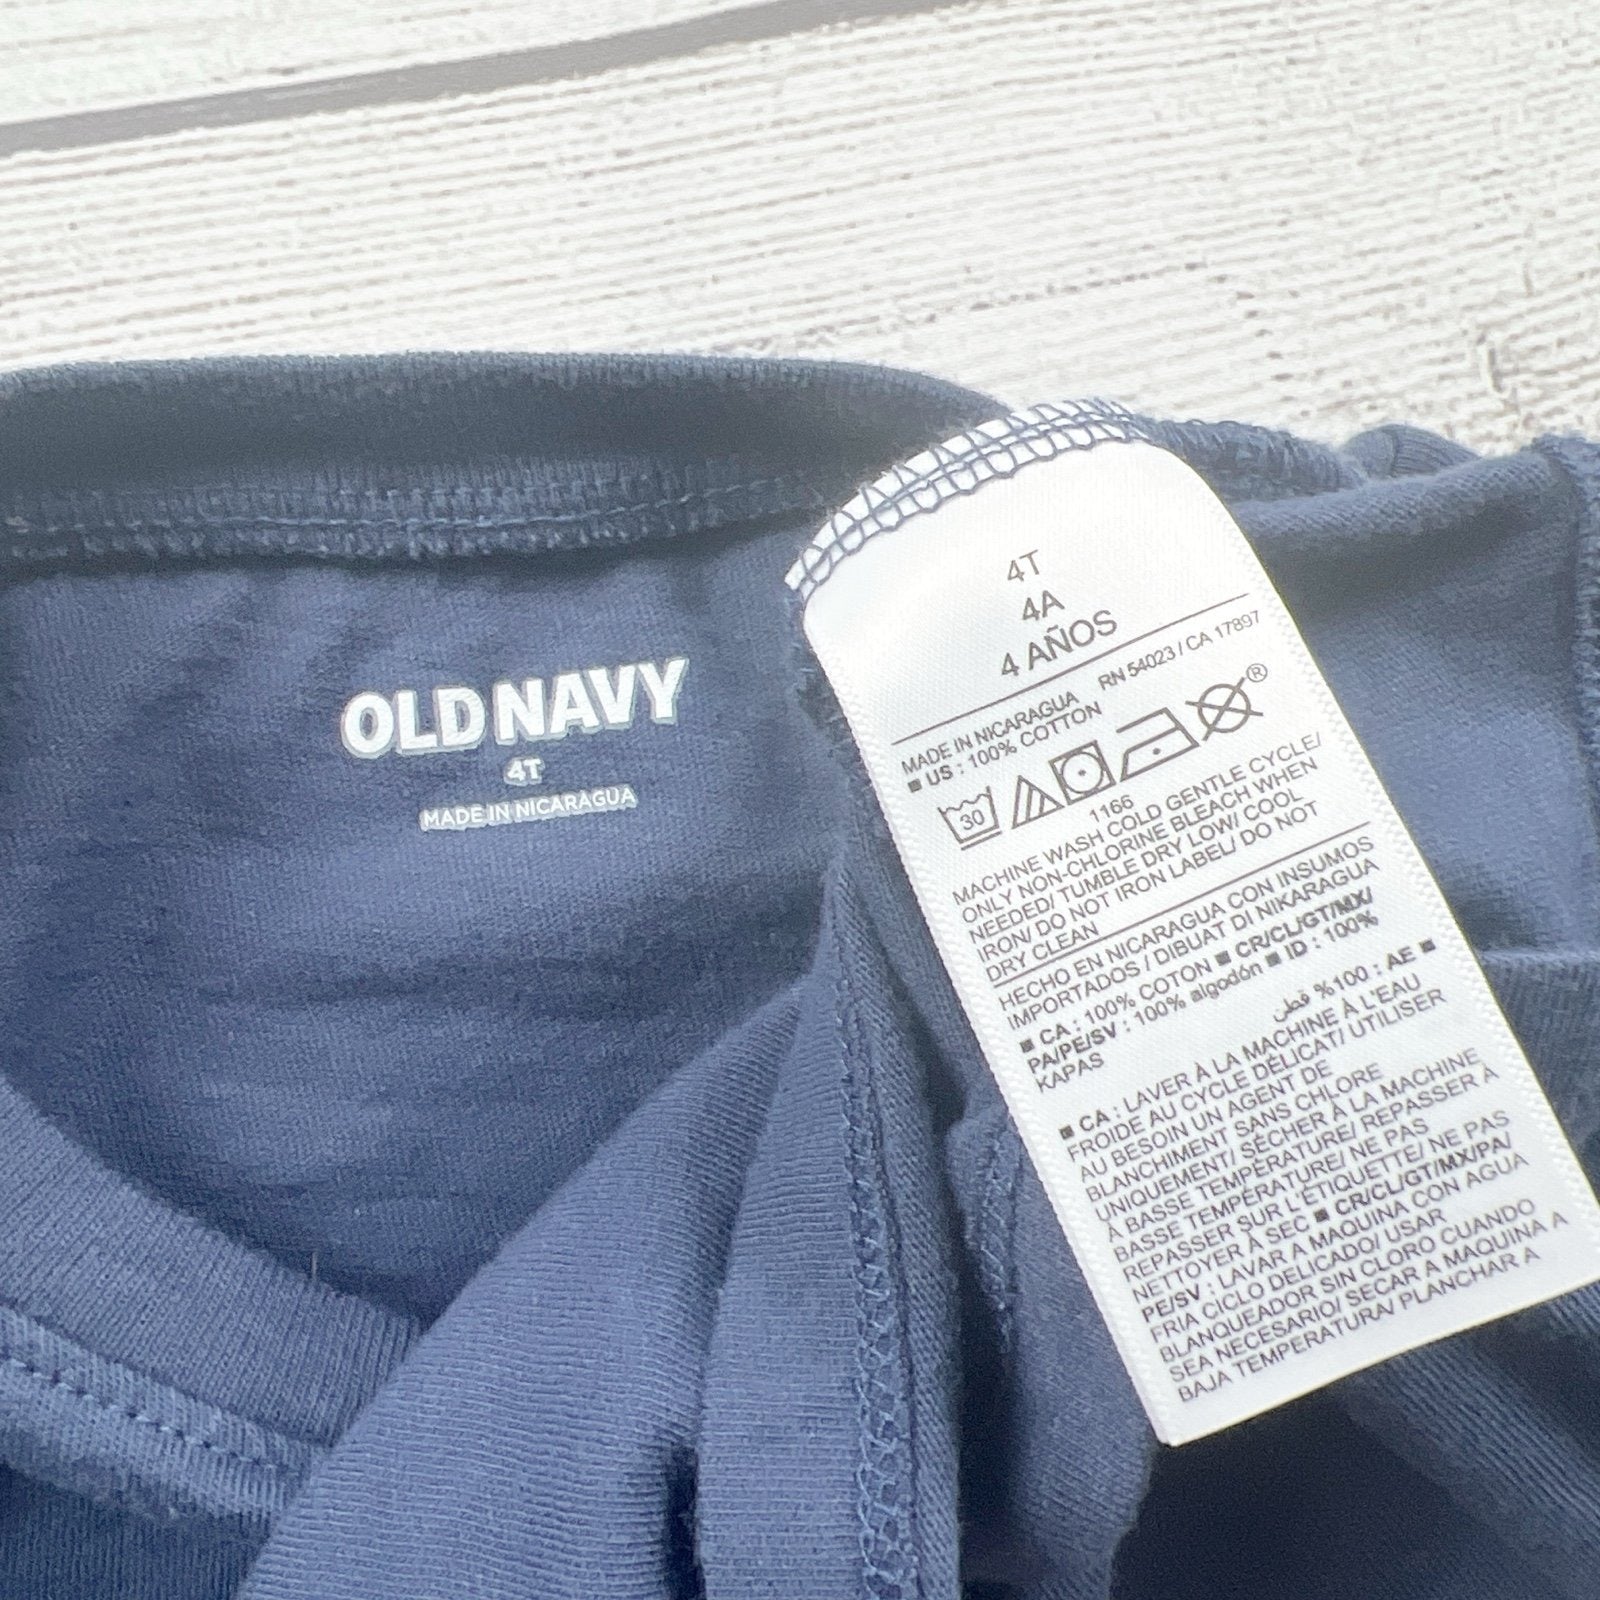 OLD NAVY
4T
MADE IN NICARAGUA
4T
4A
4 AÑOS
RN 54023 / CA 17897
MADE IN NICARAGUA
■ US : 100% COTTON
30
®
1166
MACHINE WASH COLD GENTLE CYCLE/
ONLY NON-CHLORINE BLEACH WHEN
NEEDED/ TUMBLE DRY LOW/ COOL
IRON/ DO NOT IRON LABEL/ DO NOT
DRY CLEAN
HECHO EN NICARAGUA CON INSUMOS
IMPORTADOS / DIBUAT DI NIKARAGUA
■ CA : 100% COTON ■ CR/CL/GT/MX/
PA/PE/SV : 100% algodón ■ ID : 100%
KAPAS
قطن %100 : AE ■
■ CA : LAVER À LA MACHINE À L'EAU
FROIDE AU CYCLE DÉLICAT/ UTILISER
AU BESOIN UN AGENT DE
BLANCHIMENT SANS CHLORE
UNIQUEMENT/ SÉCHER À LA MACHINE
À BASSE TEMPÉRATURE/ REPASSER À
BASSE TEMPÉRATURE/ NE PAS
REPASSER SUR L'ÉTIQUETTE/ NE PAS
NETTOYER À SEC ■ CR/CL/GT/MX/PA/
PE/SV : LAVAR A MAQUINA CON AGUA
FRIA CICLO DELICADO/ USAR
BLANQUEADOR SIN CLORO CUANDO
SEA NECESARIO/ SECAR A MAQUINA A
BAJA TEMPERATURA/ PLANCHAR A